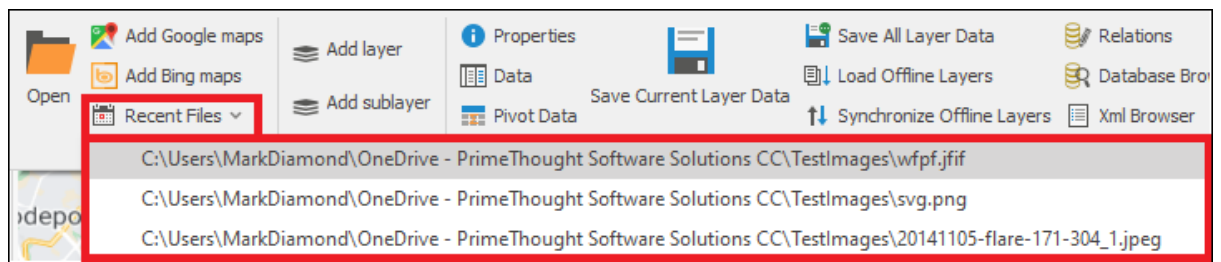 Open
Add Google maps
Add Bing maps
Recent Files
Add layer
Add sublayer
Properties
Data
Pivot Data
Save Current Layer Data
Save All Layer Data
Load Offline Layers
Synchronize Offline Layers
Relations
Database Brow
Xml Browser
C:\Users\MarkDiamond\OneDrive - PrimeThought Software Solutions CC\TestImages\wfpf.jfif
C:\Users\MarkDiamond\OneDrive - PrimeThought Software Solutions CC\TestImages\svg.png
C:\Users\MarkDiamond\OneDrive - PrimeThought Software Solutions CC\TestImages\20141105-flare-171-304_1.jpeg
odepo